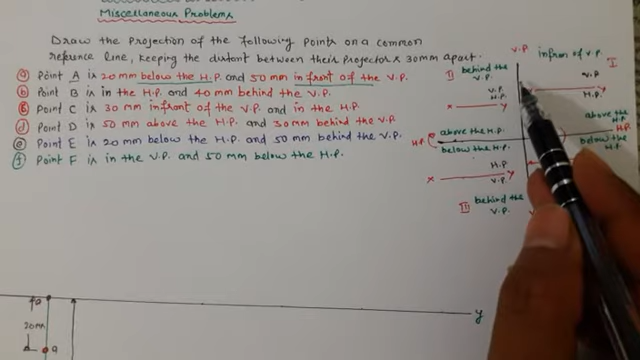 Miscellaneous Problems
Draw the Projection of the following Points on a common
reference line, keeping the distant between their projectors 30mm apart.
ⓐ Point A is 20 mm below the H.P. and 50 mm infront of the V.P.
ⓑ Point B is in the H.P. and 40 mm behind the V.P.
ⓒ Point C is 30 mm infront of the V.P. and in the H.P.
ⓓ Point D is 50 mm above the H.P. and 30 mm behind the V.P.
ⓔ Point E is 20 mm below the H.P. and 50 mm behind the V.P.
ⓕ Point F is in the V.P. and 50 mm below the H.P.
V.P.
infron of V.P.
I
II
behind the
V.P.
V.P.
H.P.
x
y
V.P
H.P.
y
above the H.P.
H.P.
below the H.P.
above the
H.P.
H.P
below the
H.P.
H.P.
V.P.
x
y
III
behind the
V.P.
V.P.
y
20mm
a